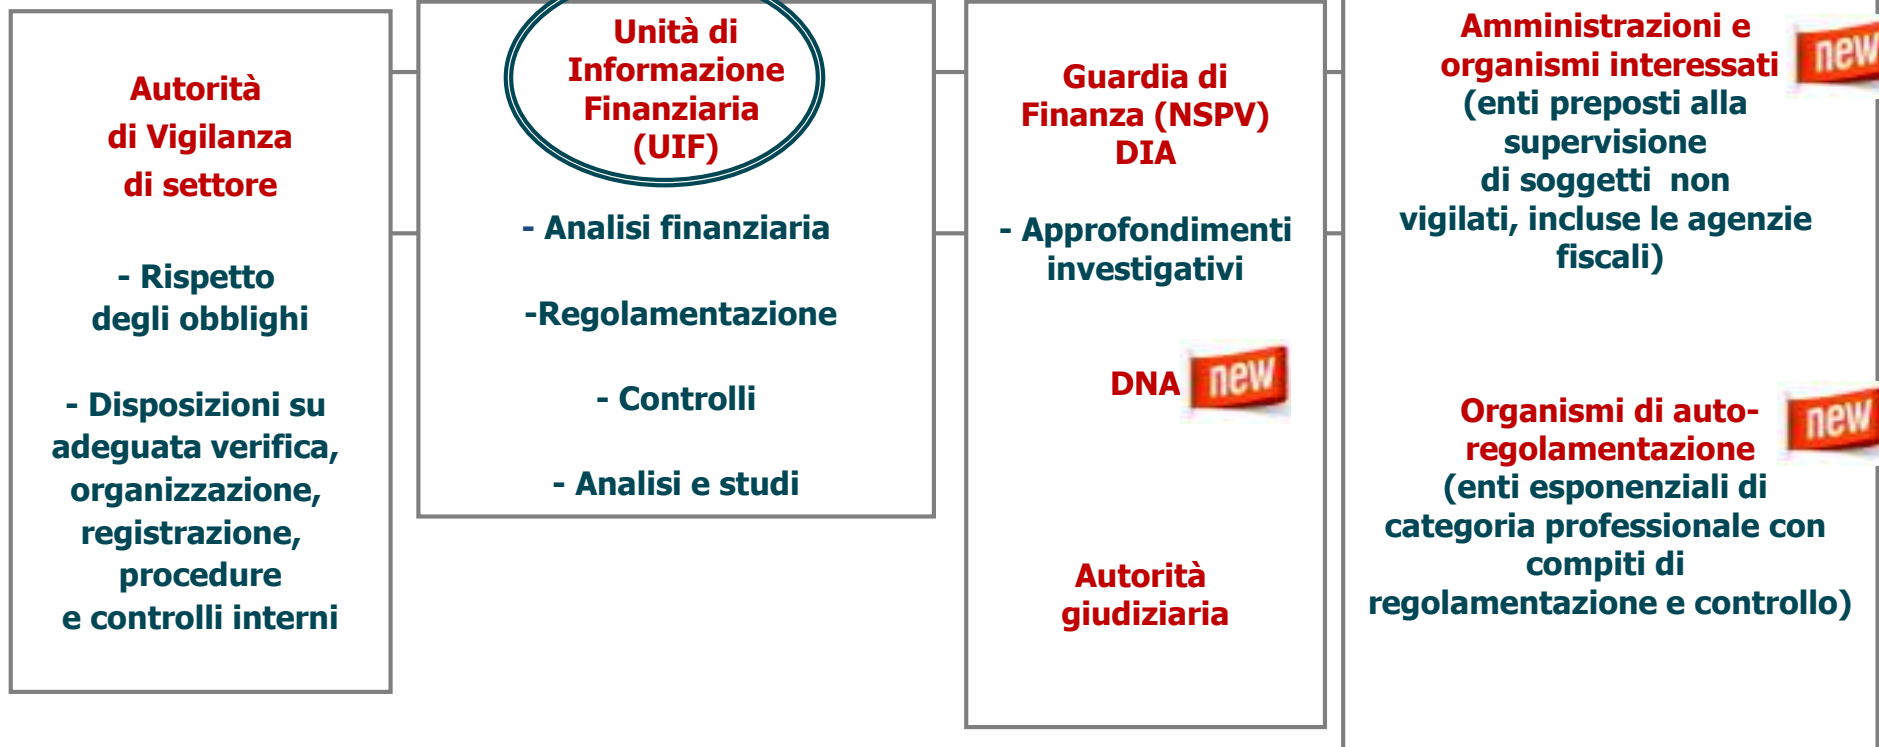 Autorità
di Vigilanza
di settore
- Rispetto
degli obblighi
- Disposizioni su
adeguata verifica,
organizzazione,
registrazione,
procedure
e controlli interni
Unità di
Informazione
Finanziaria
(UIF)
- Analisi finanziaria
-Regolamentazione
- Controlli
- Analisi e studi
Guardia di
Finanza (NSPV)
DIA
- Approfondimenti
investigativi
DNA new
Autorità
giudiziaria
Amministrazioni e
organismi interessati new
(enti preposti alla
supervisione
di soggetti non
vigilati, incluse le agenzie
fiscali)
Organismi di auto-
regolamentazione new
(enti esponenziali di
categoria professionale con
compiti di
regolamentazione e controllo)